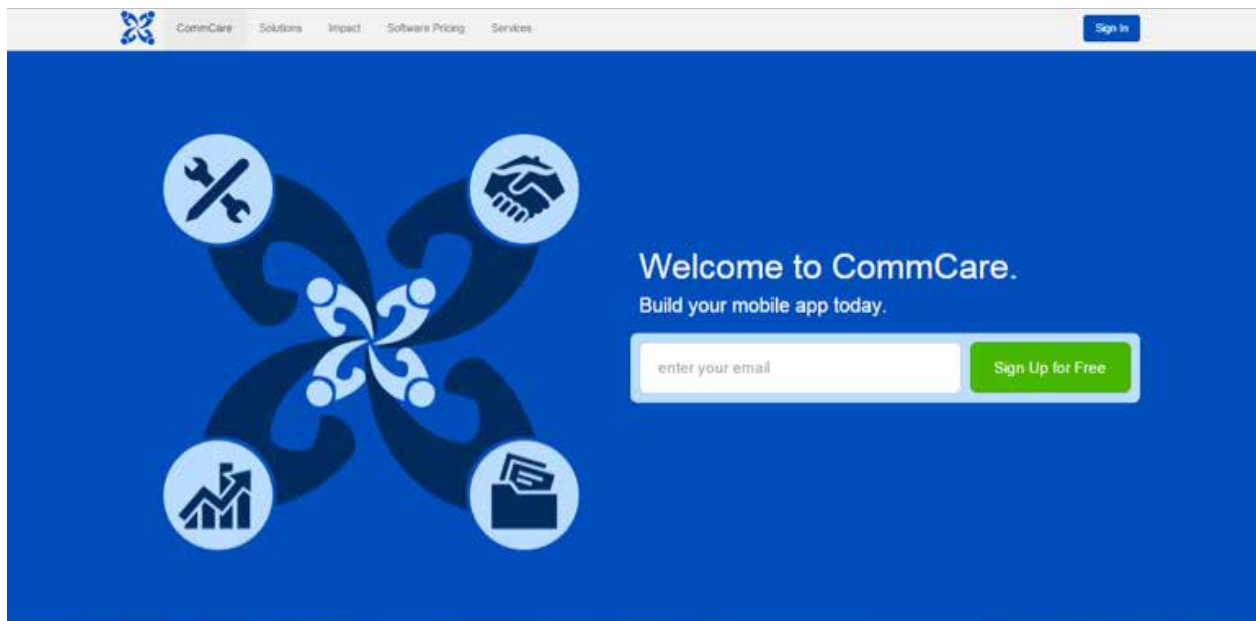 CommCare Solutions Impact Software Pricing Services Sign In
Welcome to CommCare.
Build your mobile app today.
enter your email Sign Up for Free